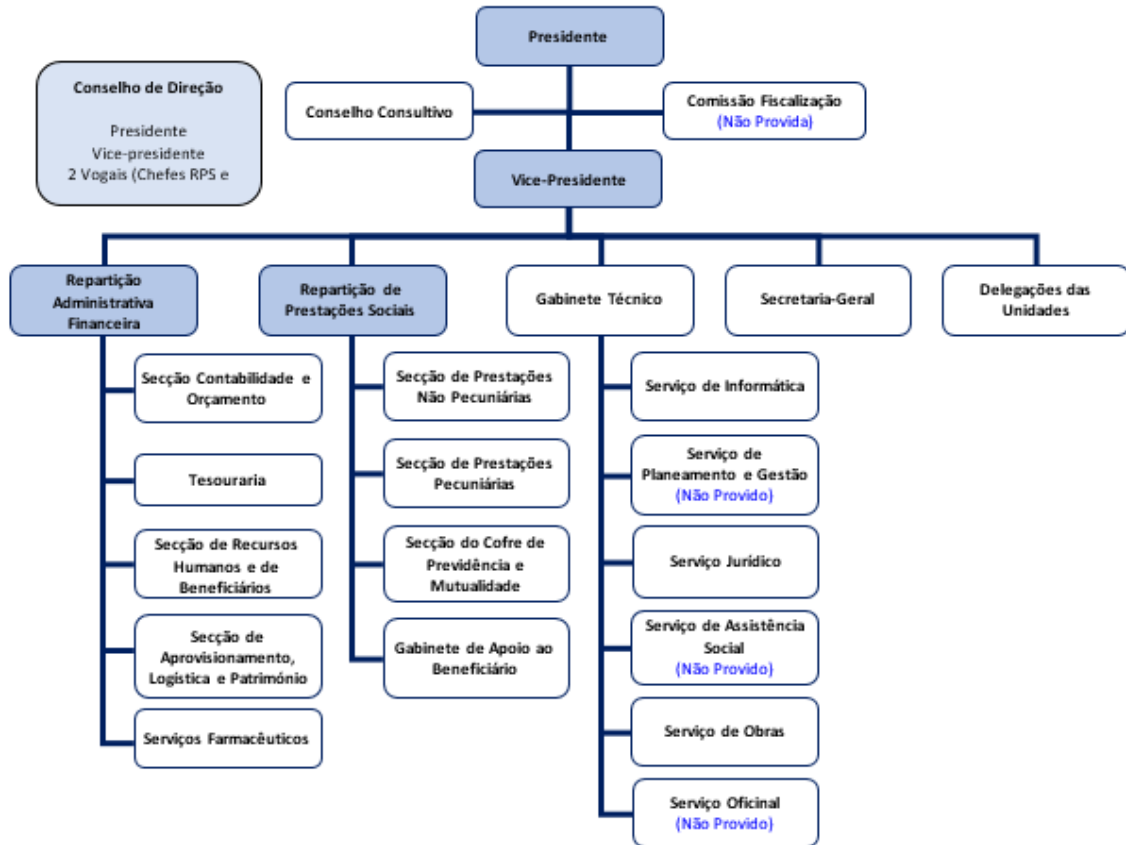 Presidente
Conselho de Direção
Presidente
Vice-presidente
2 Vogais (Chefes RPS e
Conselho Consultivo
Comissão Fiscalização
(Não Provida)
Vice-Presidente
Repartição
Administrativa
Financeira
Repartição de
Prestações Sociais
Gabinete Técnico
Secretaria-Geral
Delegações das
Unidades
Secção Contabilidade e
Orçamento
Tesouraria
Secção de Recursos
Humanos e de
Beneficiários
Secção de
Aprovisionamento,
Logística e Património
Serviços Farmacêuticos
Secção de Prestações
Não Pecuniárias
Secção de Prestações
Pecuniárias
Secção do Cofre de
Previdência e
Mutualidade
Gabinete de Apoio ao
Beneficiário
Serviço de Informática
Serviço de
Planeamento e Gestão
(Não Provido)
Serviço Jurídico
Serviço de Assistência
Social
(Não Provido)
Serviço de Obras
Serviço Oficinal
(Não Provido)